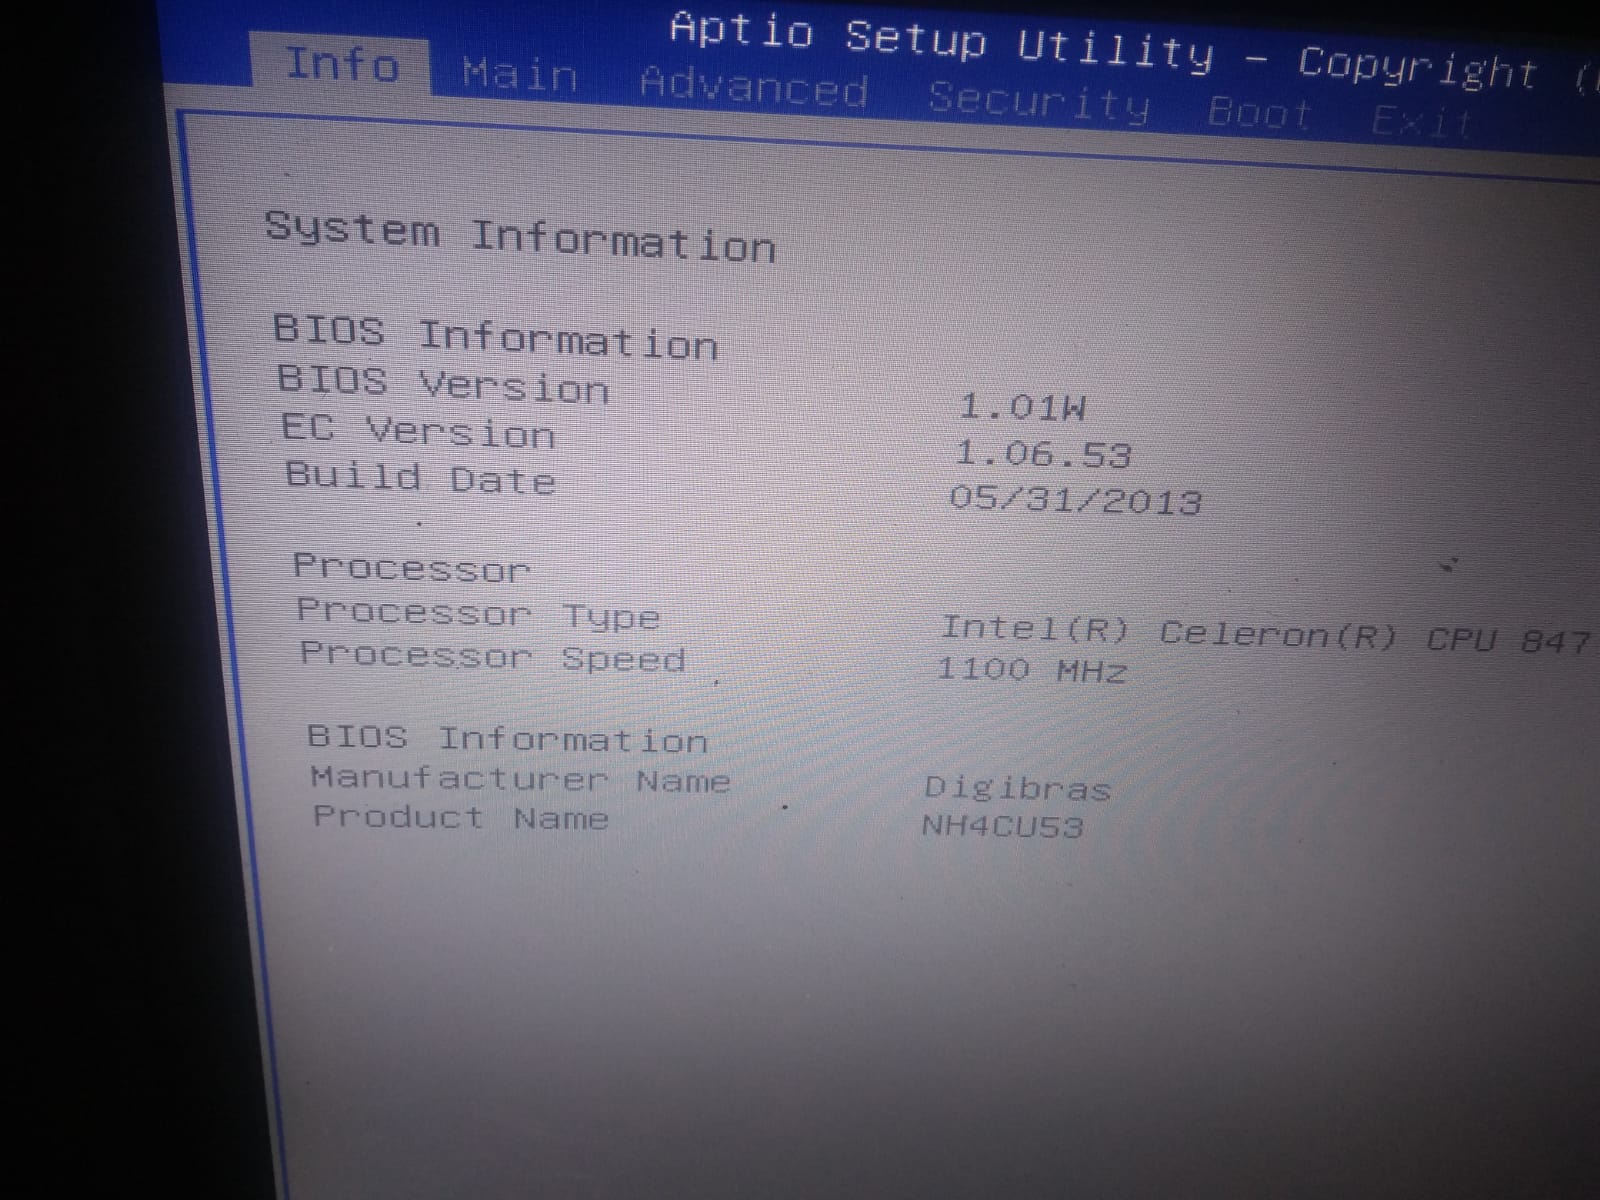 Aptio Setup Utility - Copyright (
Info Main Advanced Security Boot Exit
System Information
BIOS Information
BIOS Version 1.01W
EC Version 1.06.53
Build Date 05/31/2013
Processor
Processor Type Intel(R) Celeron(R) CPU 847
Processor Speed 1100 MHz
BIOS Information
Manufacturer Name Digibras
Product Name NH4CU53